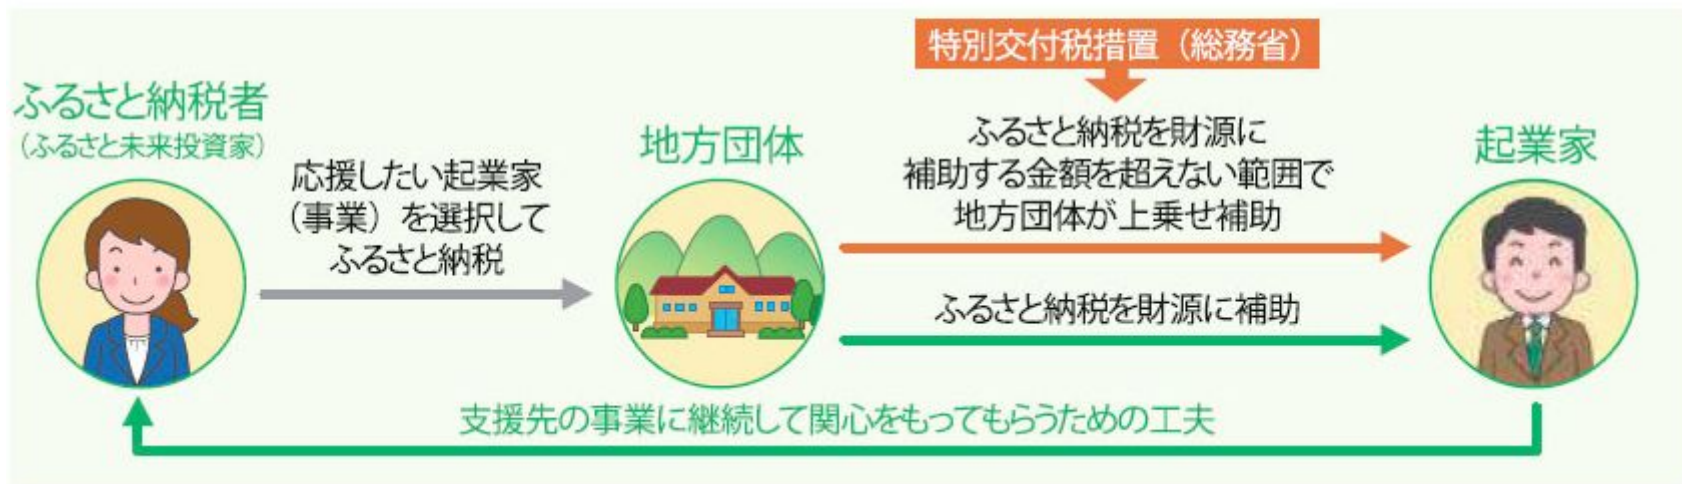 特別交付税措置（総務省）
ふるさと納税者
（ふるさと未来投資家）
応援したい起業家
（事業）を選択して
ふるさと納税
地方団体
ふるさと納税を財源に
補助する金額を超えない範囲で
地方団体が上乗せ補助
ふるさと納税を財源に補助
起業家
支援先の事業に継続して関心をもってもらうための工夫